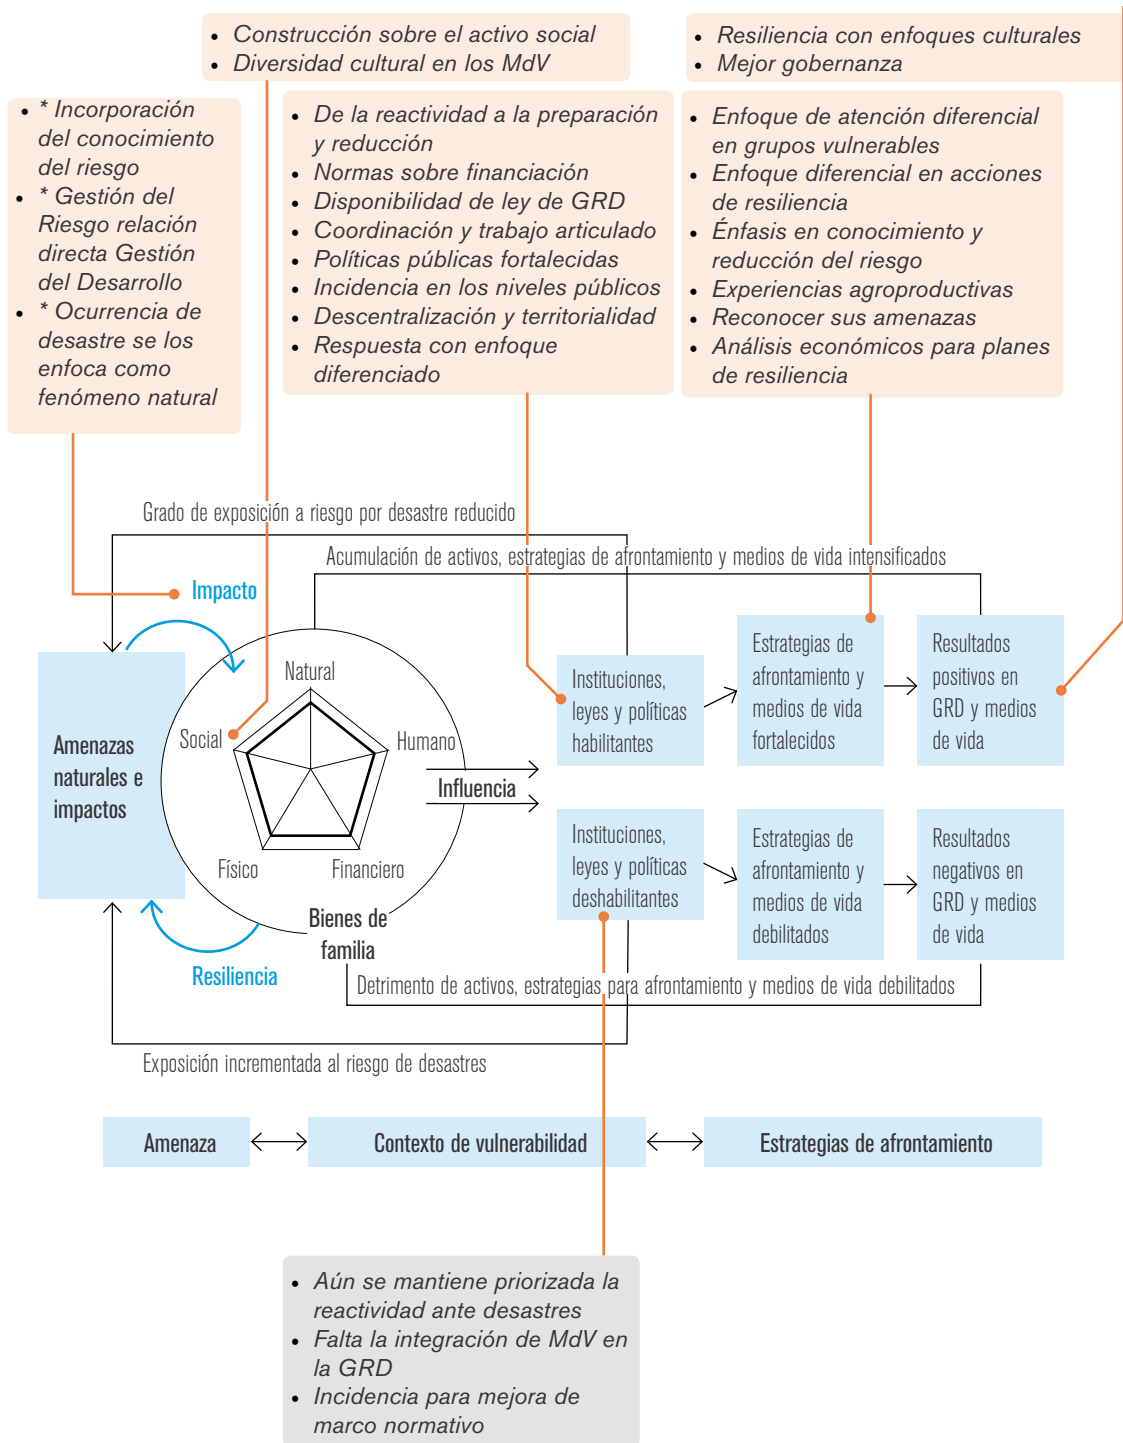 • Construcción sobre el activo social
• Diversidad cultural en los MdV
• Resiliencia con enfoques culturales
• Mejor gobernanza
• * Incorporación
del conocimiento
del riesgo
• * Gestión del
Riesgo relación
directa Gestión
del Desarrollo
• * Ocurrencia de
desastre se los
enfoca como
fenómeno natural
• De la reactividad a la preparación
y reducción
• Normas sobre financiación
• Disponibilidad de ley de GRD
• Coordinación y trabajo articulado
• Políticas públicas fortalecidas
• Incidencia en los niveles públicos
• Descentralización y territorialidad
• Respuesta con enfoque
diferenciado
• Enfoque de atención diferencial
en grupos vulnerables
• Enfoque diferencial en acciones
de resiliencia
• Énfasis en conocimiento y
reducción del riesgo
• Experiencias agroproductivas
• Reconocer sus amenazas
• Análisis económicos para planes
de resiliencia
Grado de exposición a riesgo por desastre reducido
Acumulación de activos, estrategias de afrontamiento y medios de vida intensificados
Impacto
Amenazas
naturales e
impactos
Natural
Social
Humano
Físico
Financiero
Bienes de
familia
Resiliencia
Influencia
Instituciones,
leyes y políticas
habilitantes
Estrategias de
afrontamiento y
medios de vida
fortalecidos
Resultados
positivos en
GRD y medios
de vida
Instituciones,
leyes y políticas
deshabilitantes
Estrategias de
afrontamiento y
medios de vida
debilitados
Resultados
negativos en
GRD y medios
de vida
Detrimento de activos, estrategias para afrontamiento y medios de vida debilitados
Exposición incrementada al riesgo de desastres
Amenaza
Contexto de vulnerabilidad
Estrategias de afrontamiento
• Aún se mantiene priorizada la
reactividad ante desastres
• Falta la integración de MdV en
la GRD
• Incidencia para mejora de
marco normativo